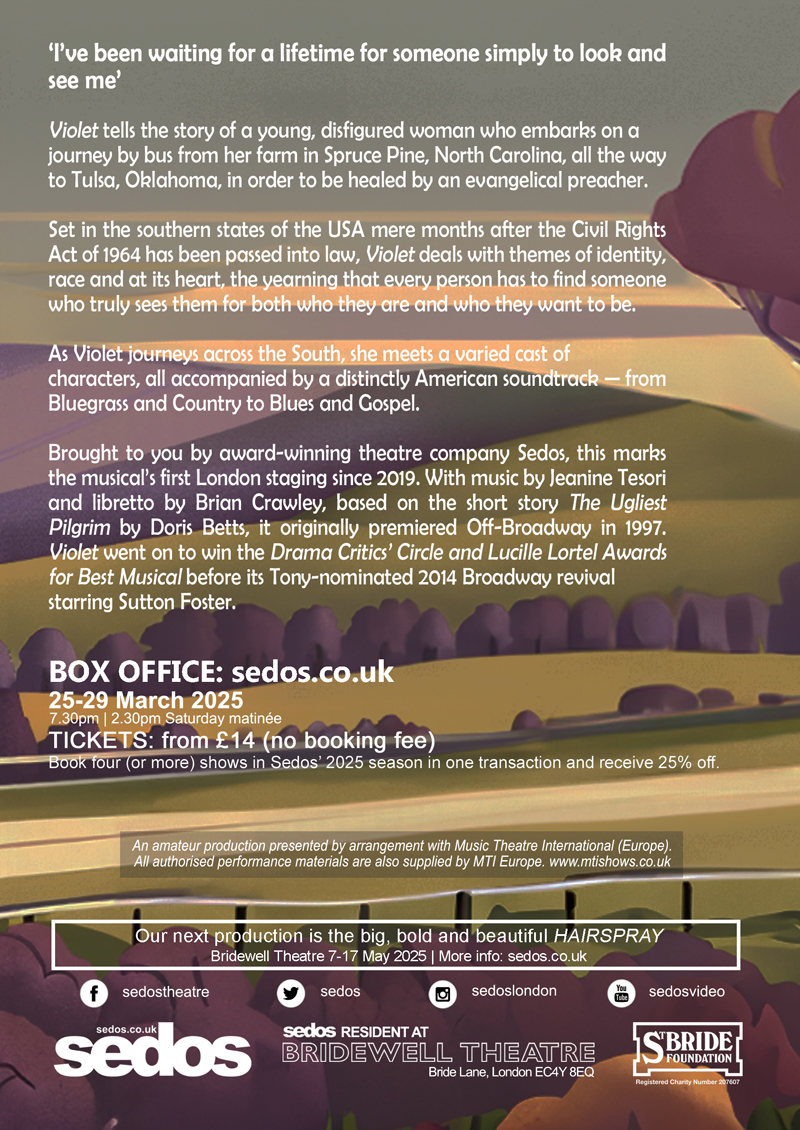 ‘I’ve been waiting for a lifetime for someone simply to look and
see me’
Violet tells the story of a young, disfigured woman who embarks on a
journey by bus from her farm in Spruce Pine, North Carolina, all the way
to Tulsa, Oklahoma, in order to be healed by an evangelical preacher.
Set in the southern states of the USA mere months after the Civil Rights
Act of 1964 has been passed into law, Violet deals with themes of identity,
race and at its heart, the yearning that every person has to find someone
who truly sees them for both who they are and who they want to be.
As Violet journeys across the South, she meets a varied cast of
characters, all accompanied by a distinctly American soundtrack — from
Bluegrass and Country to Blues and Gospel.
Brought to you by award-winning theatre company Sedos, this marks
the musical’s first London staging since 2019. With music by Jeanine Tesori
and libretto by Brian Crawley, based on the short story The Ugliest
Pilgrim by Doris Betts, it originally premiered Off-Broadway in 1997.
Violet went on to win the Drama Critics’ Circle and Lucille Lortel Awards
for Best Musical before its Tony-nominated 2014 Broadway revival
starring Sutton Foster.
BOX OFFICE: sedos.co.uk
25-29 March 2025
7.30pm | 2.30pm Saturday matinée
TICKETS: from £14 (no booking fee)
Book four (or more) shows in Sedos’ 2025 season in one transaction and receive 25% off.
An amateur production presented by arrangement with Music Theatre International (Europe).
All authorised performance materials are also supplied by MTI Europe. www.mtishows.co.uk
Our next production is the big, bold and beautiful HAIRSPRAY
Bridewell Theatre 7-17 May 2025 | More info: sedos.co.uk
f sedostheatre sedos sedoslondon You Tube sedosvideo
sedos.co.uk
sedos
sedos RESIDENT AT
BRIDEWELL THEATRE
Bride Lane, London EC4Y 8EQ
ST BRIDE
FOUNDATION
Registered Charity Number 207607